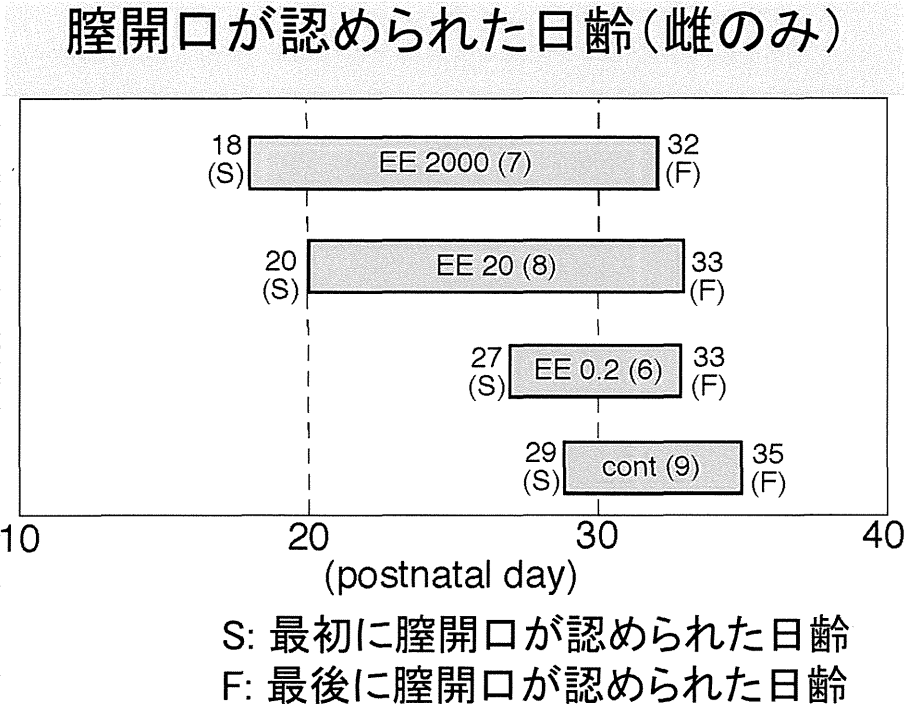 膣開口が認められた日齢(雌のみ)
18
(S)
EE 2000 (7)
32
(F)
20
(S)
EE 20 (8)
33
(F)
27
(S)
EE 0.2 (6)
33
(F)
29
(S)
cont (9)
35
(F)
10 20 30 40
(postnatal day)
S: 最初に膣開口が認められた日齢
F: 最後に膣開口が認められた日齢